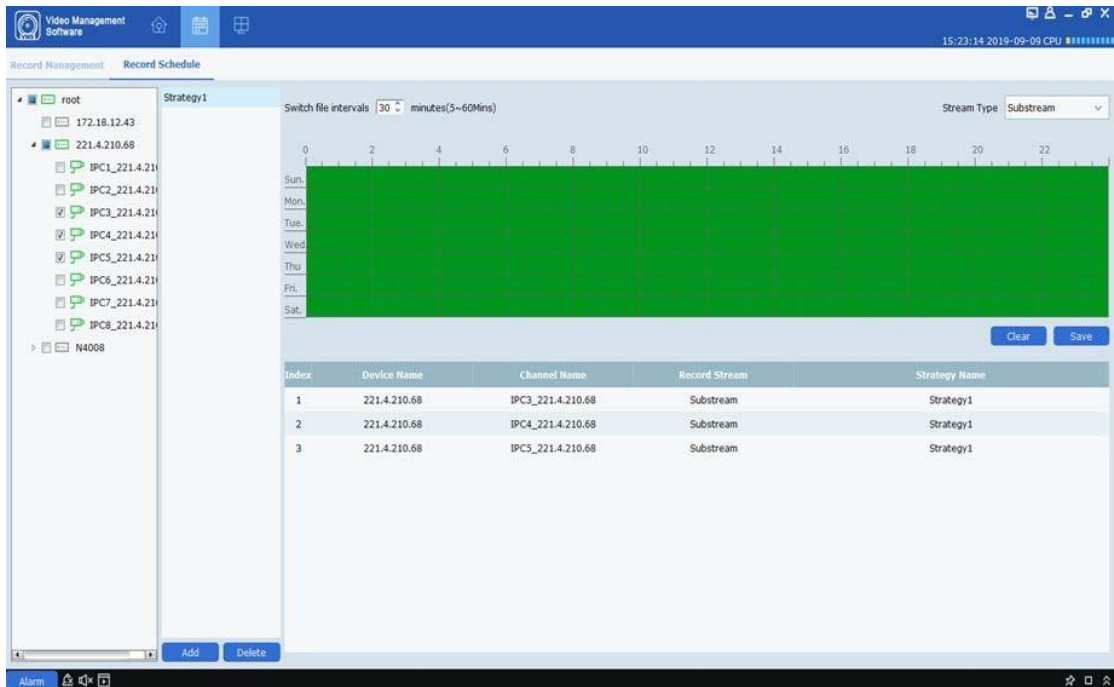 Video Management
Software
15:23:14 2019-09-09 CPU
Record Management Record Schedule
root
172.18.12.43
221.4.210.68
IPC1_221.4.21
IPC2_221.4.21
IPC3_221.4.21
IPC4_221.4.21
IPC5_221.4.21
IPC6_221.4.21
IPC7_221.4.21
IPC8_221.4.21
N4008
Strategy1
Add Delete
Switch file intervals 30 minutes(5~60Mins) Stream Type Substream
0 2 4 6 8 10 12 14 16 18 20 22
Sun.
Mon.
Tue.
Wed
Thu
Fri.
Sat.
Clear Save
Index Device Name Channel Name Record Stream Strategy Name
1 221.4.210.68 IPC3_221.4.210.68 Substream Strategy1
2 221.4.210.68 IPC4_221.4.210.68 Substream Strategy1
3 221.4.210.68 IPC5_221.4.210.68 Substream Strategy1
Alarm